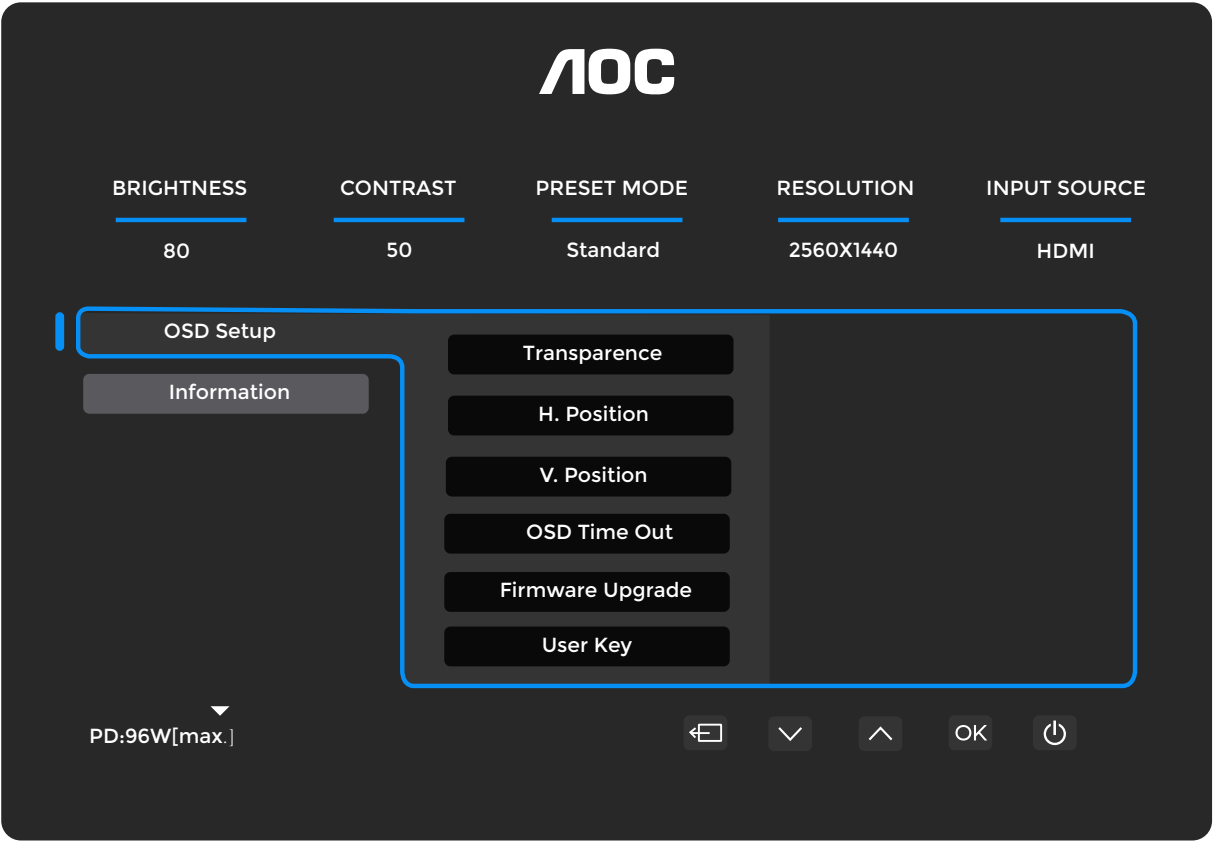 AOC
BRIGHTNESS CONTRAST PRESET MODE RESOLUTION INPUT SOURCE
80 50 Standard 2560X1440 HDMI
OSD Setup
Information
Transparence
H. Position
V. Position
OSD Time Out
Firmware Upgrade
User Key
PD:96W[max.]
OK